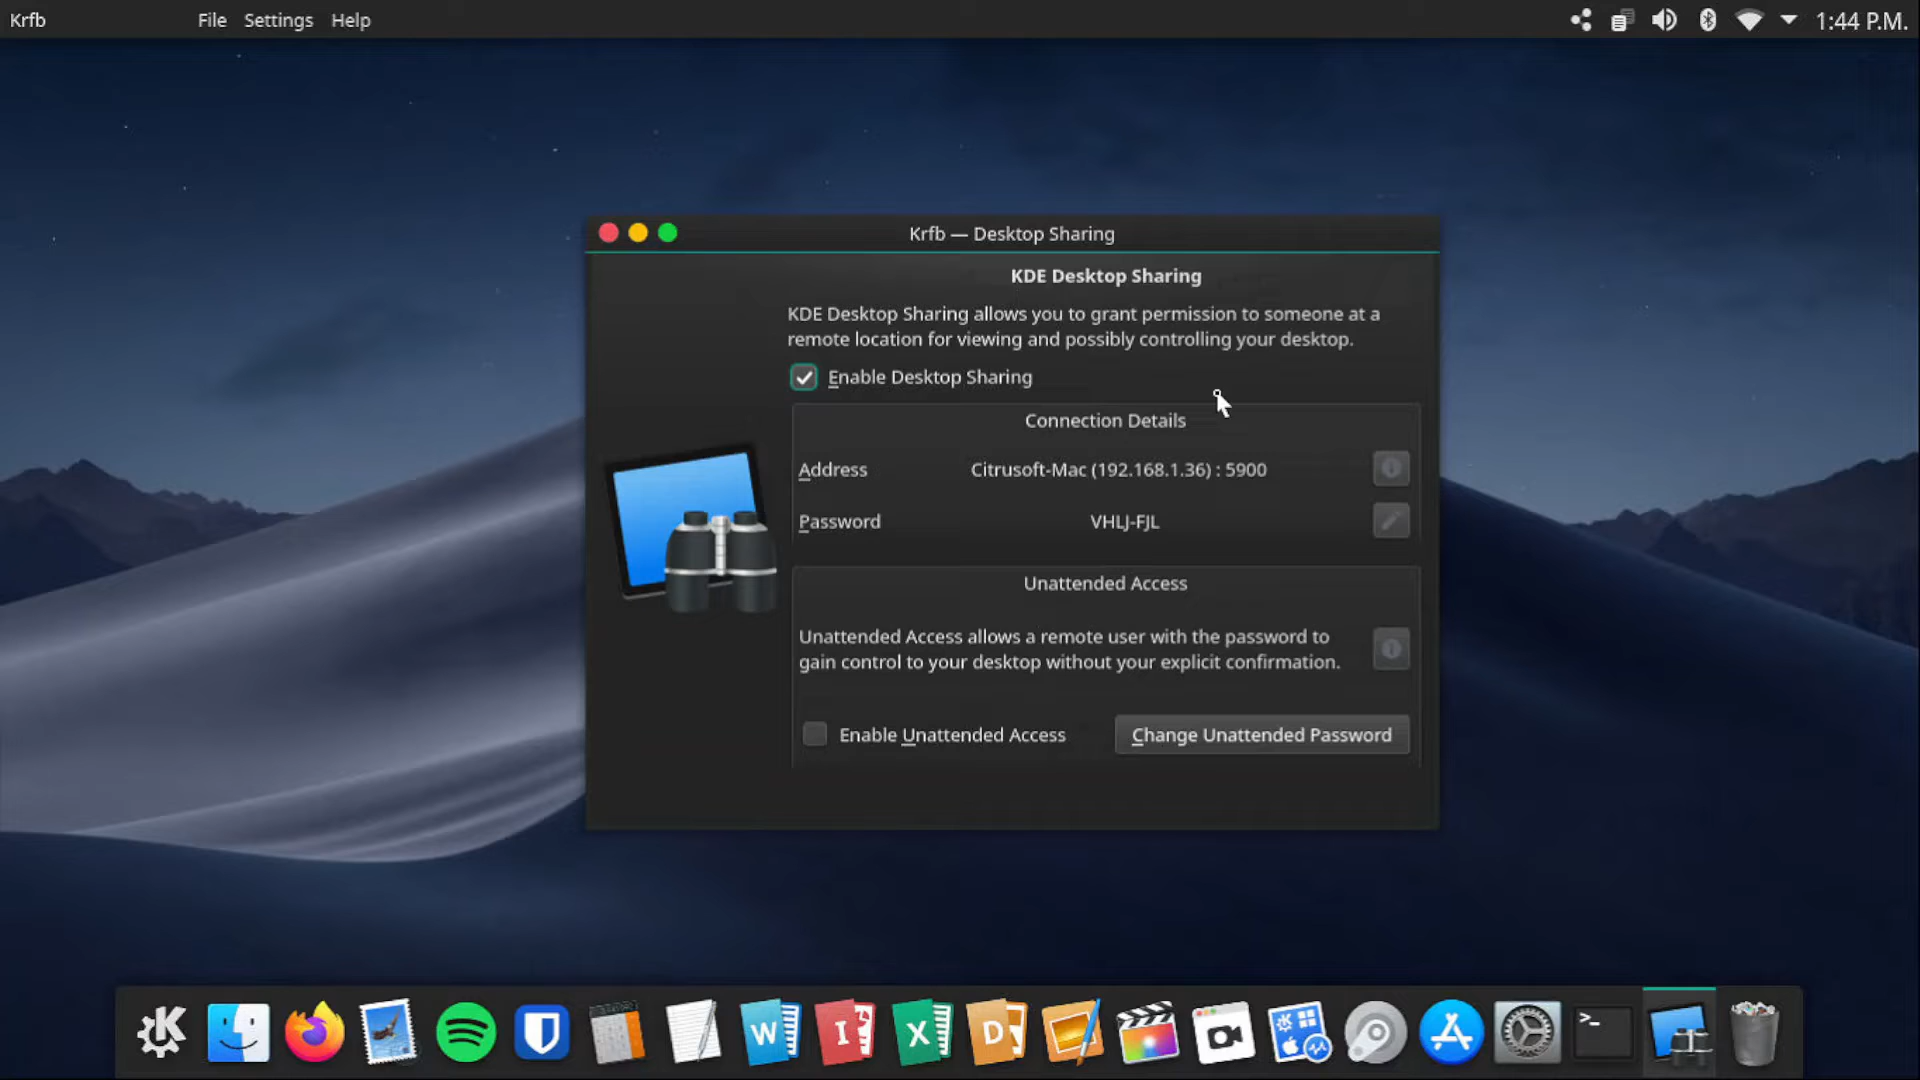 Krfb File Settings Help 1:44 P.M.
Krfb — Desktop Sharing
KDE Desktop Sharing
KDE Desktop Sharing allows you to grant permission to someone at a
remote location for viewing and possibly controlling your desktop.
Enable Desktop Sharing
Connection Details
Address Citrusoft-Mac (192.168.1.36) : 5900
Password VHLJ-FJL
Unattended Access
Unattended Access allows a remote user with the password to
gain control to your desktop without your explicit confirmation.
Enable Unattended Access Change Unattended Password
W I X D >_